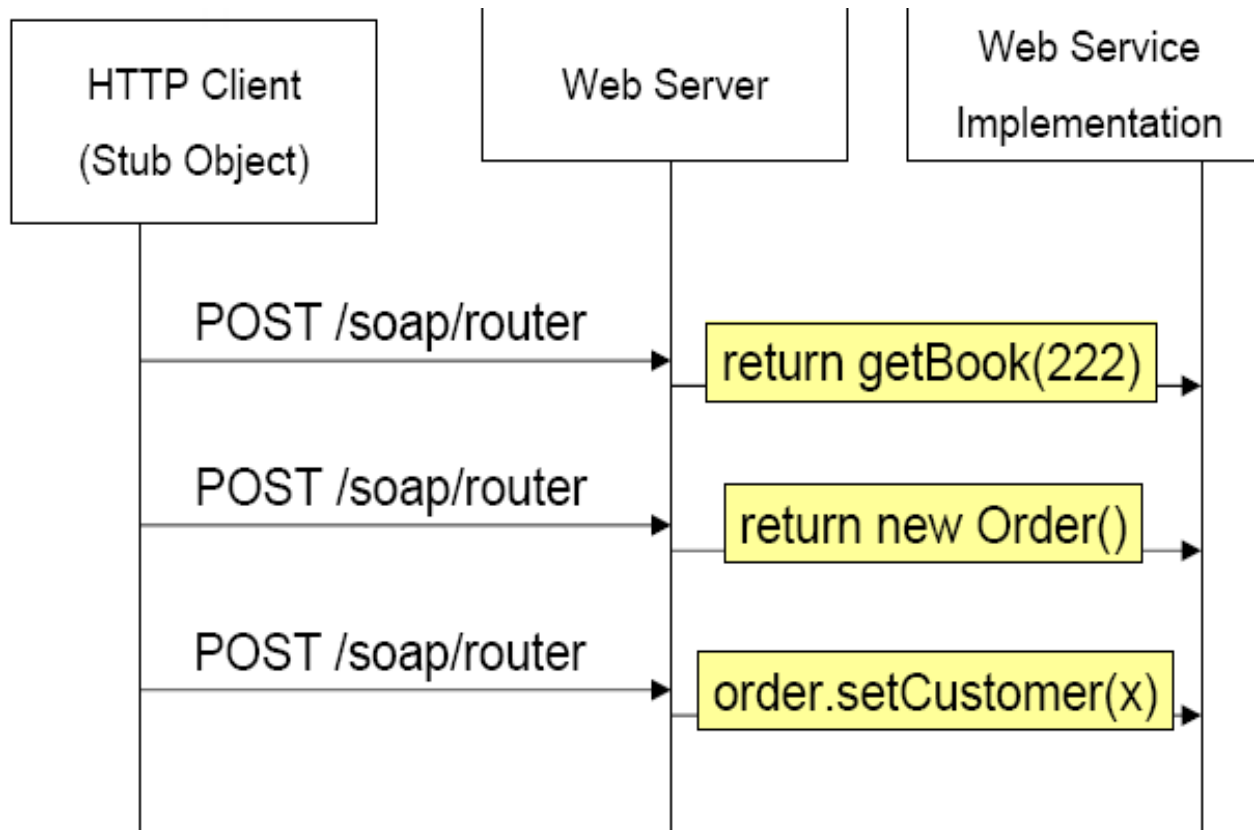 HTTP Client
(Stub Object)
Web Server
Web Service
Implementation
POST /soap/router
return getBook(222)
POST /soap/router
return new Order()
POST /soap/router
order.setCustomer(x)